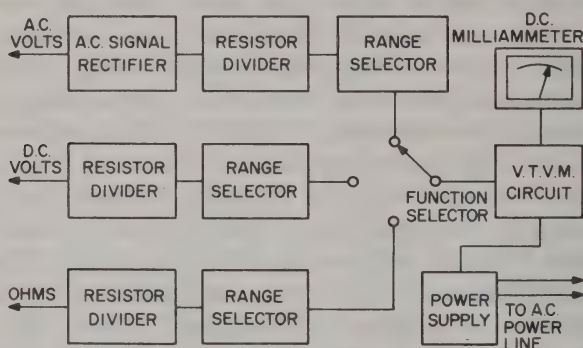 A.C.
VOLTS
A.C. SIGNAL
RECTIFIER
RESISTOR
DIVIDER
RANGE
SELECTOR
D.C.
MILLIAMMETER
D.C.
VOLTS
RESISTOR
DIVIDER
RANGE
SELECTOR
FUNCTION
SELECTOR
V.T.V.M.
CIRCUIT
OHMS
RESISTOR
DIVIDER
RANGE
SELECTOR
POWER
SUPPLY
TO A.C.
POWER
LINE